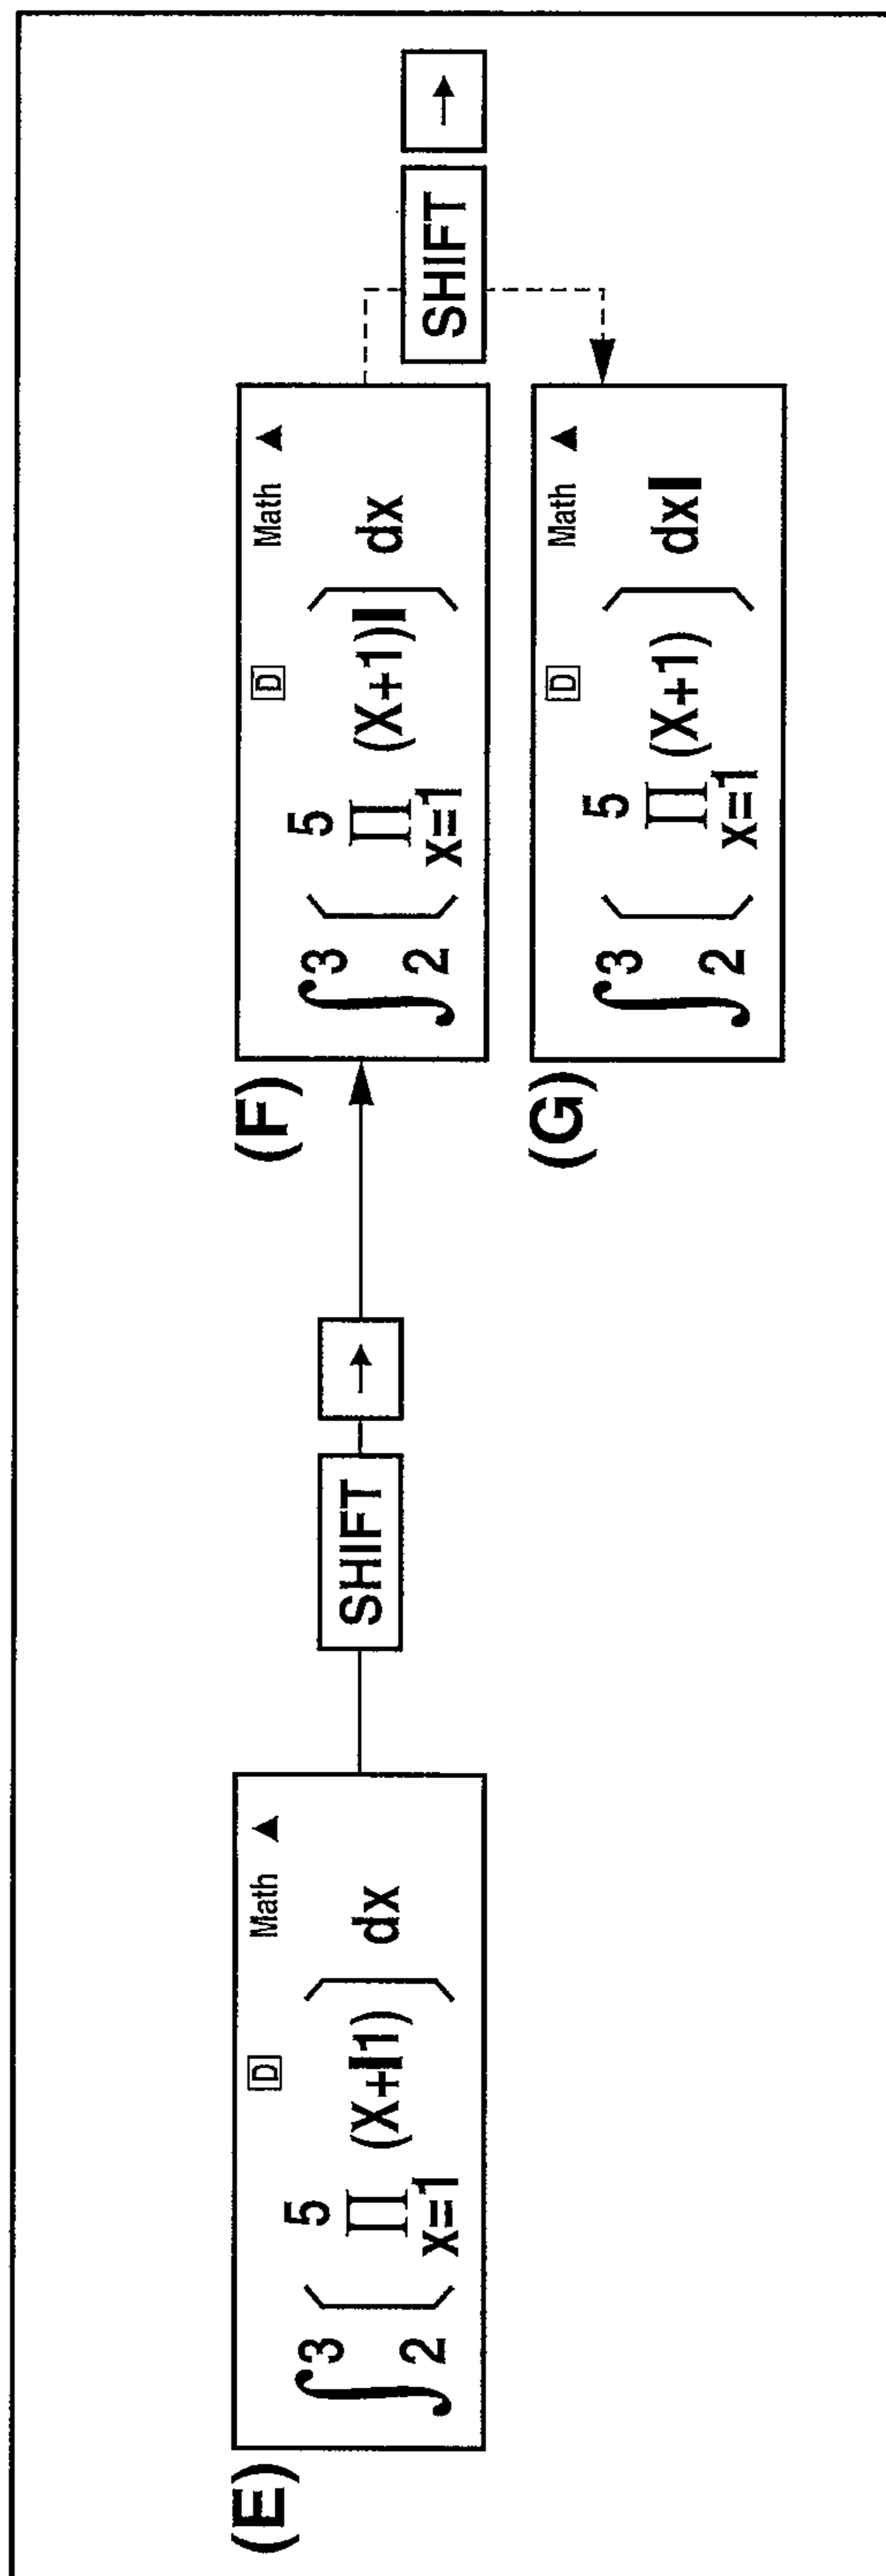 (E)
D Math ▲
∫ 3 2 ( 5 ∏ x=1 (X+▌1) ) dx
SHIFT →
(F)
D Math ▲
∫ 3 2 ( 5 ∏ x=1 (X+1)▌ ) dx
SHIFT →
(G)
D Math ▲
∫ 3 2 ( 5 ∏ x=1 (X+1) ) dx▌